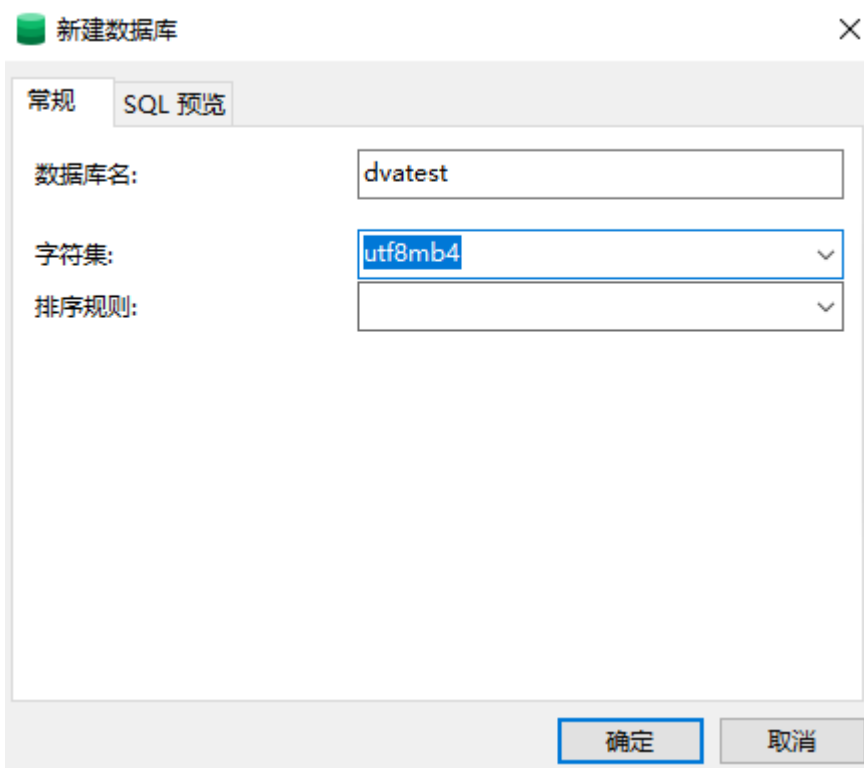 新建数据库
常规 SQL 预览
数据库名: dvatest
字符集: utf8mb4
排序规则:
确定 取消